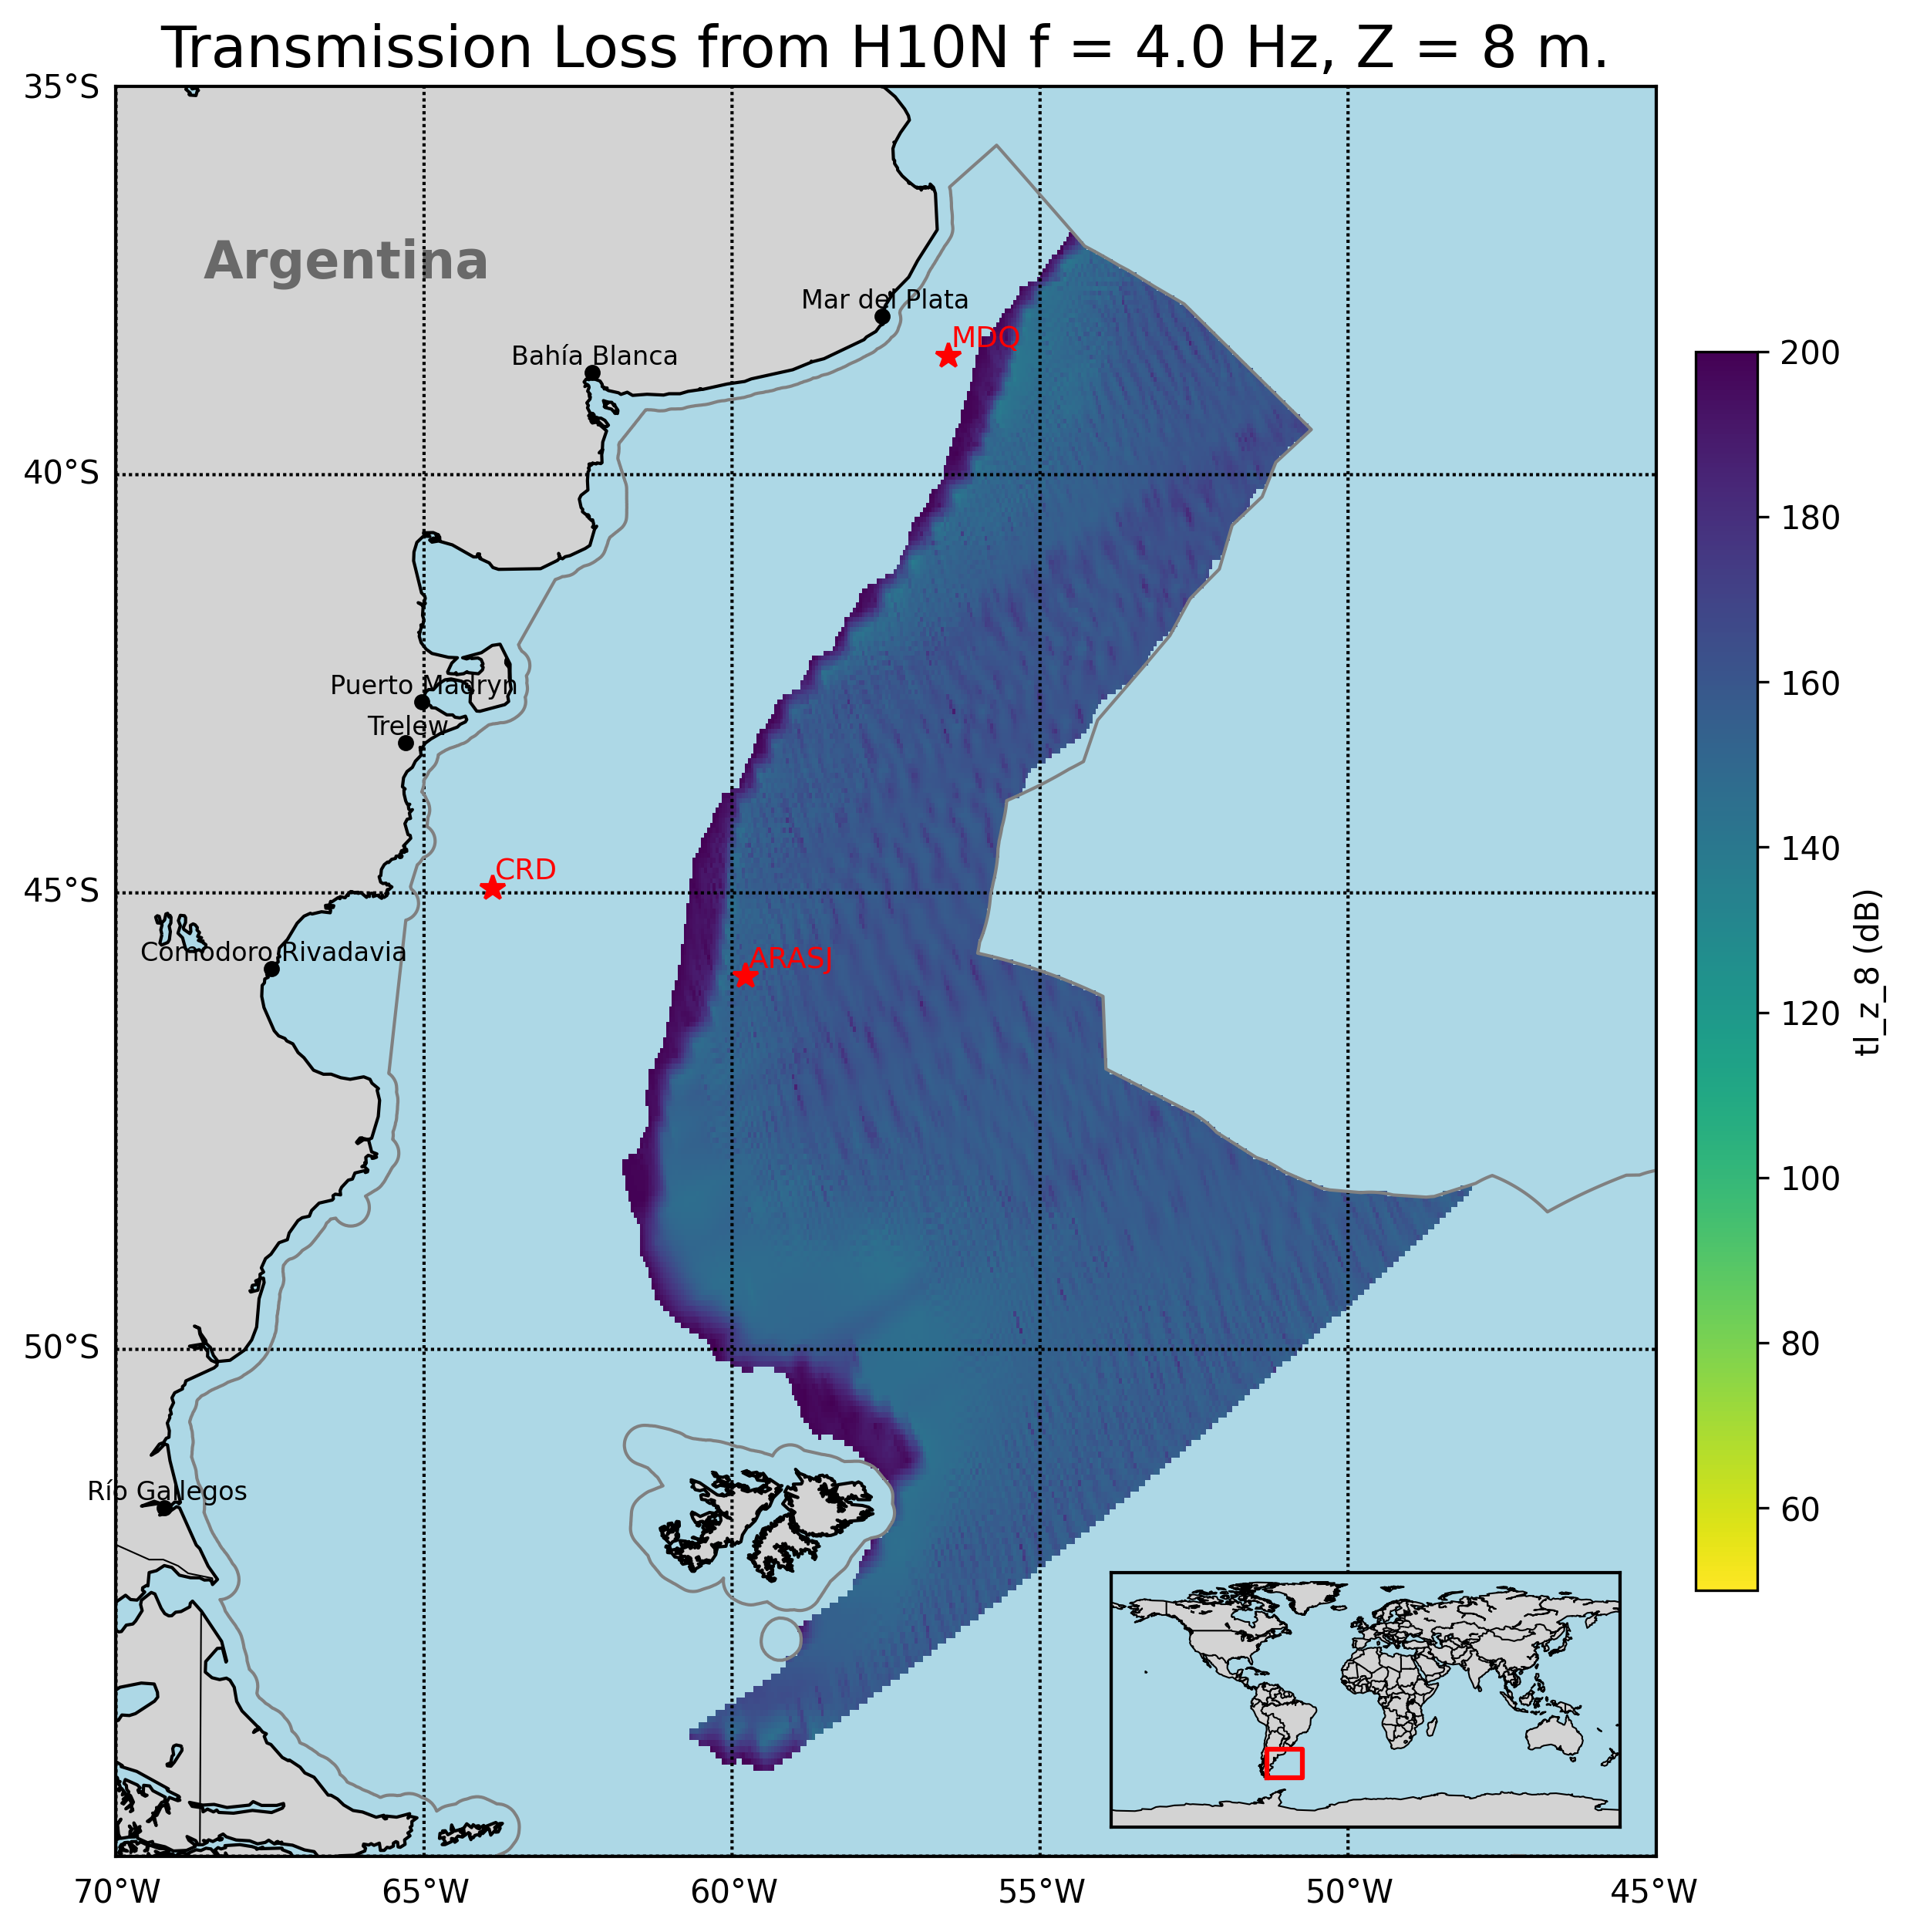 Transmission Loss from H10N f = 4.0 Hz, Z = 8 m.
35°S
Argentina
Mar del Plata
MDQ
Bahía Blanca
200
40°S
180
160
Puerto Madryn
Trelew
140
CRD
45°S
tl_z_8 (dB)
Comodoro Rivadavia
ARASJ
120
100
50°S
80
Río Gallegos
60
70°W
65°W
60°W
55°W
50°W
45°W